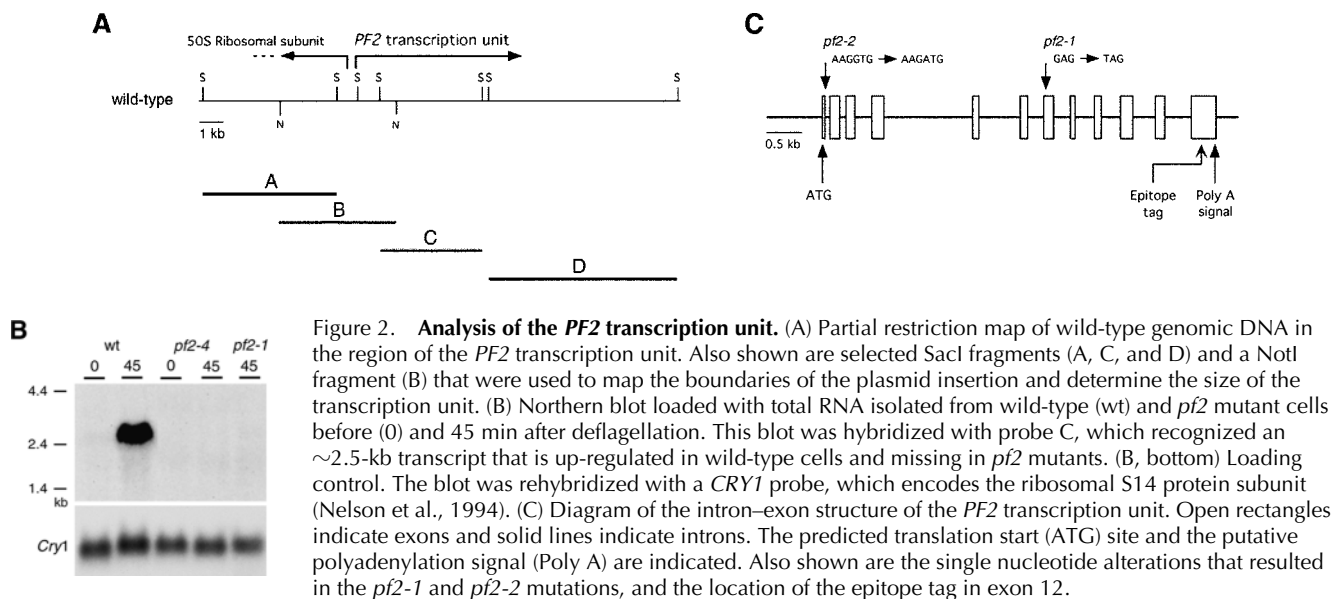 A
50S Ribosomal subunit
PF2 transcription unit
S S S S S S S
wild-type
N N
1 kb
A
B
C
D
C
pf2-2
AAGGTG → AAGATG
pf2-1
GAG → TAG
0.5 kb
ATG
Epitope
tag
Poly A
signal
B
wt pf2-4 pf2-1
0 45 0 45 45
4.4
2.4
1.4
kb
Cry1
Figure 2. Analysis of the PF2 transcription unit. (A) Partial restriction map of wild-type genomic DNA in
the region of the PF2 transcription unit. Also shown are selected SacI fragments (A, C, and D) and a NotI
fragment (B) that were used to map the boundaries of the plasmid insertion and determine the size of the
transcription unit. (B) Northern blot loaded with total RNA isolated from wild-type (wt) and pf2 mutant cells
before (0) and 45 min after deflagellation. This blot was hybridized with probe C, which recognized an
~2.5-kb transcript that is up-regulated in wild-type cells and missing in pf2 mutants. (B, bottom) Loading
control. The blot was rehybridized with a CRY1 probe, which encodes the ribosomal S14 protein subunit
(Nelson et al., 1994). (C) Diagram of the intron–exon structure of the PF2 transcription unit. Open rectangles
indicate exons and solid lines indicate introns. The predicted translation start (ATG) site and the putative
polyadenylation signal (Poly A) are indicated. Also shown are the single nucleotide alterations that resulted
in the pf2-1 and pf2-2 mutations, and the location of the epitope tag in exon 12.